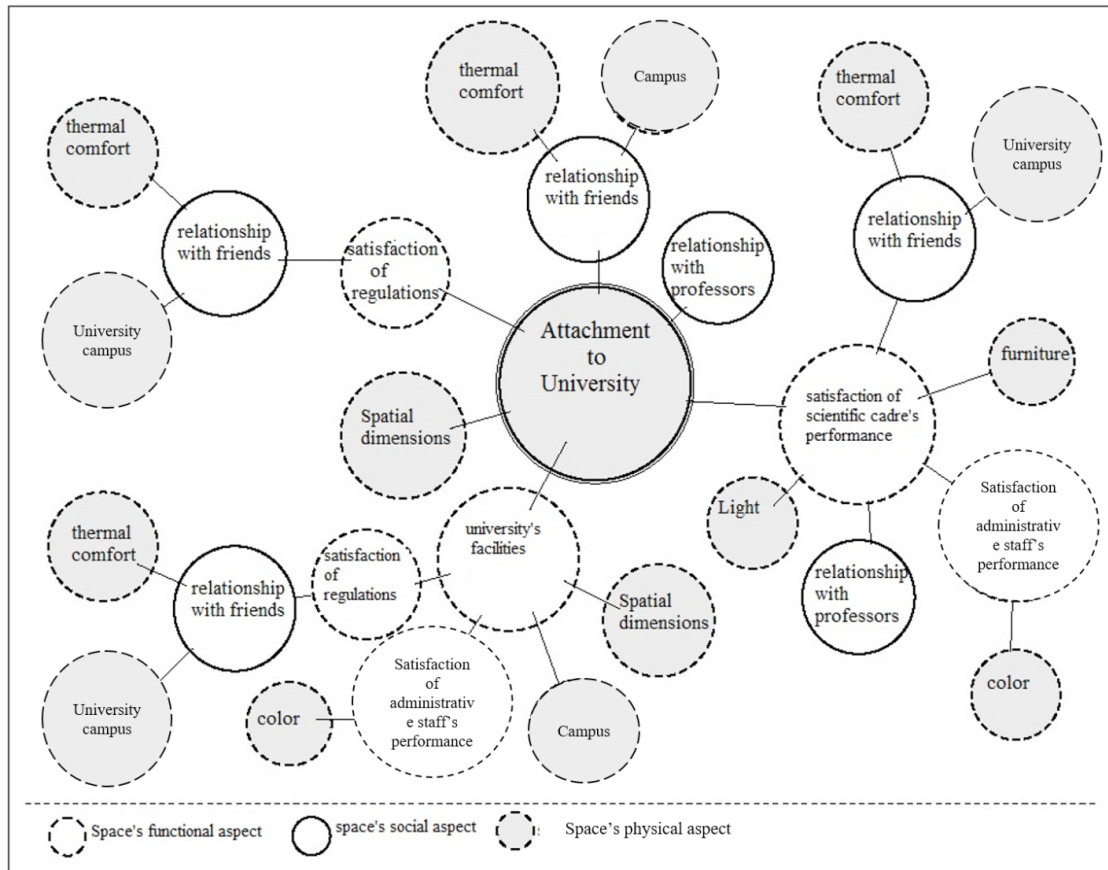 thermal
comfort
Campus
thermal
comfort
University
campus
thermal
comfort
relationship
with friends
relationship
with friends
satisfaction
of
regulations
relationship
with
professors
relationship
with friends
University
campus
Attachment
to
University
furniture
Spatial
dimensions
satisfaction of
scientific cadre's
performance
Light
Satisfaction
of
administrativ
e staff's
performance
university's
facilities
thermal
comfort
relationship
with friends
satisfaction
of
regulations
Spatial
dimensions
relationship
with
professors
University
campus
color
Satisfaction
of
administrativ
e staff's
performance
Campus
color
Space's functional aspect
space's social aspect
:
Space's physical aspect